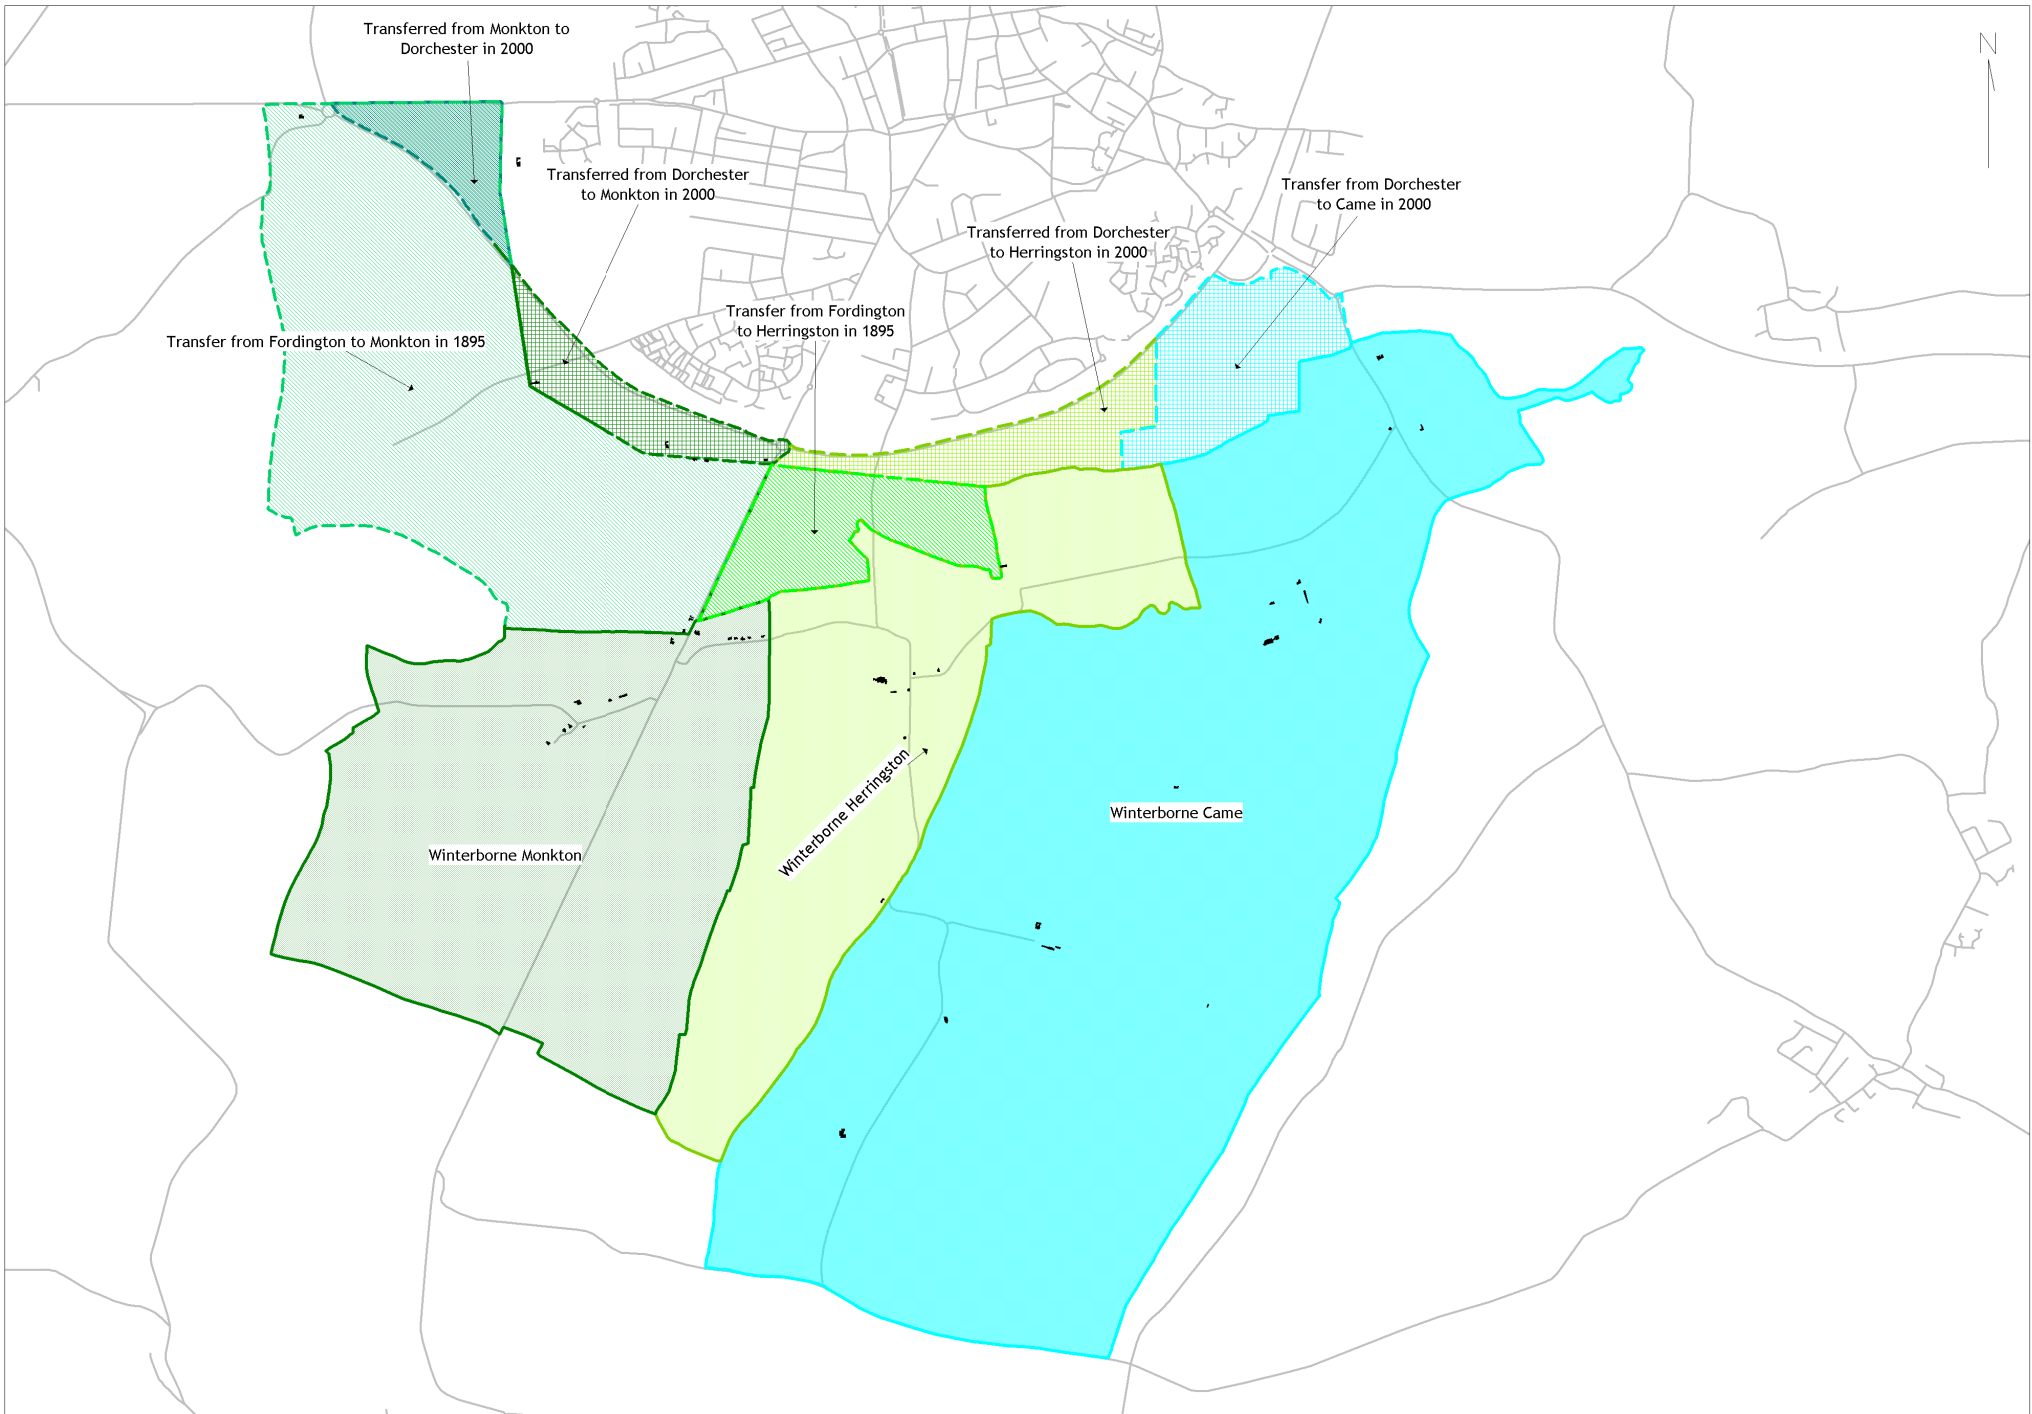 Transferred from Monkton to
Dorchester in 2000
N
Transferred from Dorchester
to Monkton in 2000
Transfer from Dorchester
to Came in 2000
Transferred from Dorchester
to Herringston in 2000
Transfer from Fordington
to Herringston in 1895
Transfer from Fordington to Monkton in 1895
Winterborne Herringston
Winterborne Came
Winterborne Monkton